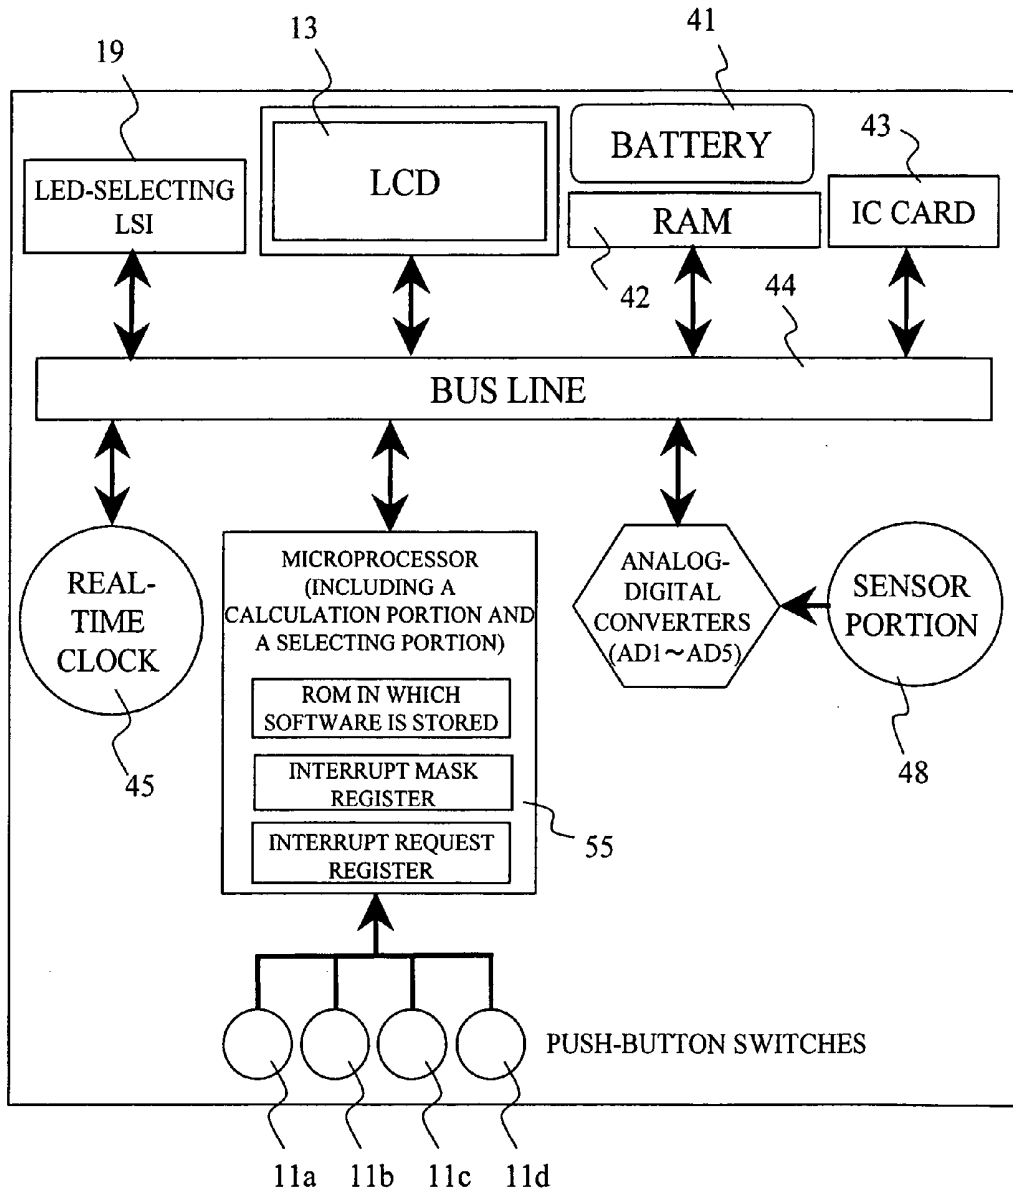 13
41
19
43
BATTERY
LED-SELECTING
LSI
LCD
RAM
IC CARD
42
44
BUS LINE
REAL-
TIME
CLOCK
45
MICROPROCESSOR
(INCLUDING A
CALCULATION PORTION AND
A SELECTING PORTION)
ROM IN WHICH
SOFTWARE IS STORED
INTERRUPT MASK
REGISTER
INTERRUPT REQUEST
REGISTER
55
ANALOG-
DIGITAL
CONVERTERS
(AD1～AD5)
SENSOR
PORTION
48
PUSH-BUTTON SWITCHES
11a
11b
11c
11d